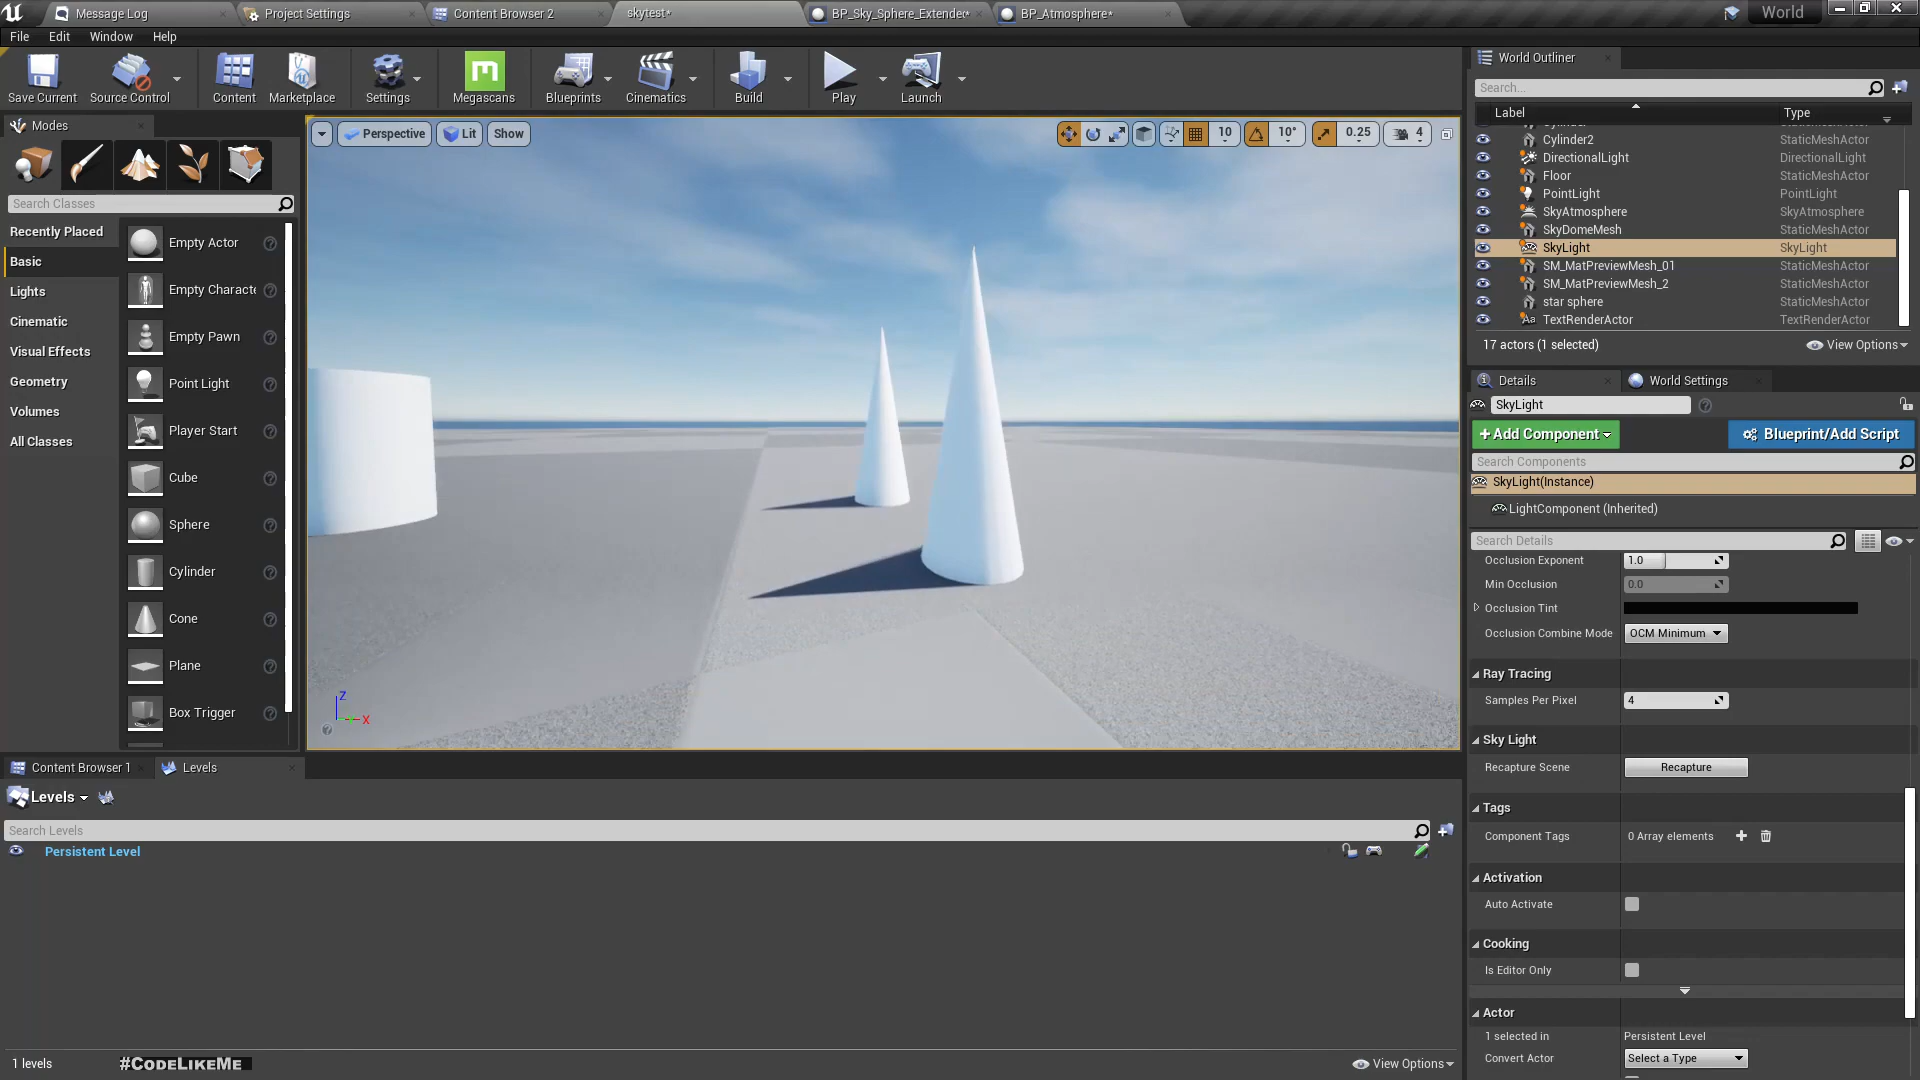 Message Log
Project Settings
Content Browser 2
skytest*
BP_Sky_Sphere_Extended*
BP_Atmosphere*
World
File Edit Window Help
Save Current
Source Control
Content
Marketplace
Settings
Megascans
Blueprints
Cinematics
Build
Play
Launch
Modes
Search Classes
Recently Placed
Basic
Lights
Cinematic
Visual Effects
Geometry
Volumes
All Classes
Empty Actor
Empty Characte
Empty Pawn
Point Light
Player Start
Cube
Sphere
Cylinder
Cone
Plane
Box Trigger
Perspective
Lit
Show
10
10°
0.25
4
Z
X
World Outliner
Search...
Label Type
Cylinder2 StaticMeshActor
DirectionalLight DirectionalLight
Floor StaticMeshActor
PointLight PointLight
SkyAtmosphere SkyAtmosphere
SkyDomeMesh StaticMeshActor
SkyLight SkyLight
SM_MatPreviewMesh_01 StaticMeshActor
SM_MatPreviewMesh_2 StaticMeshActor
star sphere StaticMeshActor
TextRenderActor TextRenderActor
17 actors (1 selected)
View Options
Details
World Settings
SkyLight
+Add Component
Blueprint/Add Script
Search Components
SkyLight(Instance)
LightComponent (Inherited)
Search Details
Occlusion Exponent 1.0
Min Occlusion 0.0
Occlusion Tint
Occlusion Combine Mode OCM Minimum
Ray Tracing
Samples Per Pixel 4
Sky Light
Recapture Scene Recapture
Tags
Component Tags 0 Array elements
Activation
Auto Activate
Cooking
Is Editor Only
Actor
1 selected in Persistent Level
Convert Actor Select a Type
Content Browser 1
Levels
Levels
Search Levels
Persistent Level
1 levels
#CodeLikeMe
View Options